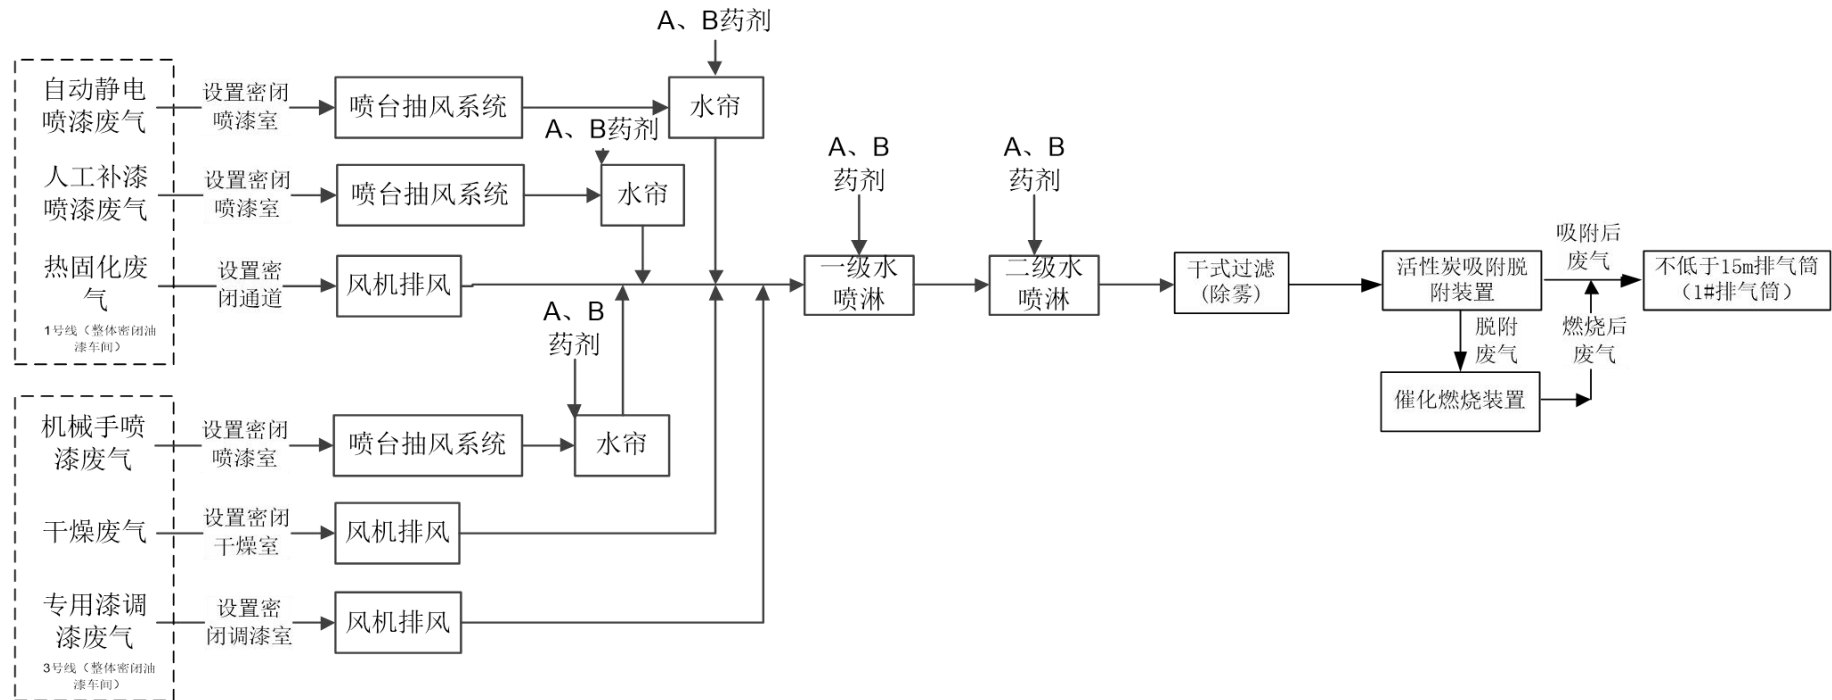 A、B药剂
自动静电
喷漆废气
设置密闭
喷漆室
喷台抽风系统
水帘
A、B药剂
人工补漆
喷漆废气
设置密闭
喷漆室
喷台抽风系统
水帘
热固化废
气
设置密
闭通道
风机排风
1号线（整体密闭油
漆车间）
A、B
药剂
一级水
喷淋
A、B
药剂
二级水
喷淋
干式过滤
(除雾)
活性炭吸附脱
附装置
吸附后
废气
不低于15m排气筒
（1#排气筒）
脱附
废气
燃烧后
废气
催化燃烧装置
A、B
药剂
机械手喷
漆废气
设置密闭
喷漆室
喷台抽风系统
水帘
干燥废气
设置密闭
干燥室
风机排风
专用漆调
漆废气
设置密
闭调漆室
风机排风
3号线（整体密闭油
漆车间）